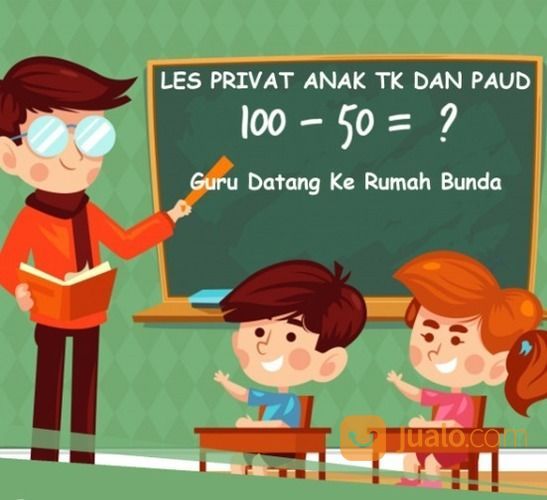 LES PRIVAT ANAK TK DAN PAUD
100 - 50 = ?
Guru Datang Ke Rumah Bunda
Jualo.com